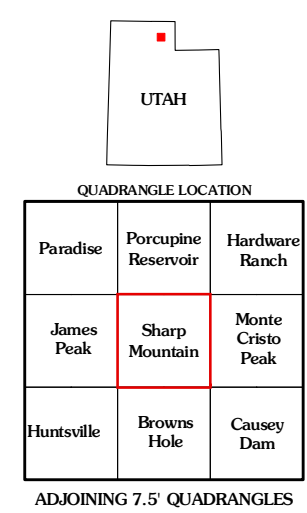 UTAH
QUADRANGLE LOCATION
Paradise
Porcupine
Reservoir
Hardware
Ranch
James
Peak
Sharp
Mountain
Monte
Cristo
Peak
Huntsville
Browns
Hole
Causey
Dam
ADJOINING 7.5' QUADRANGLES